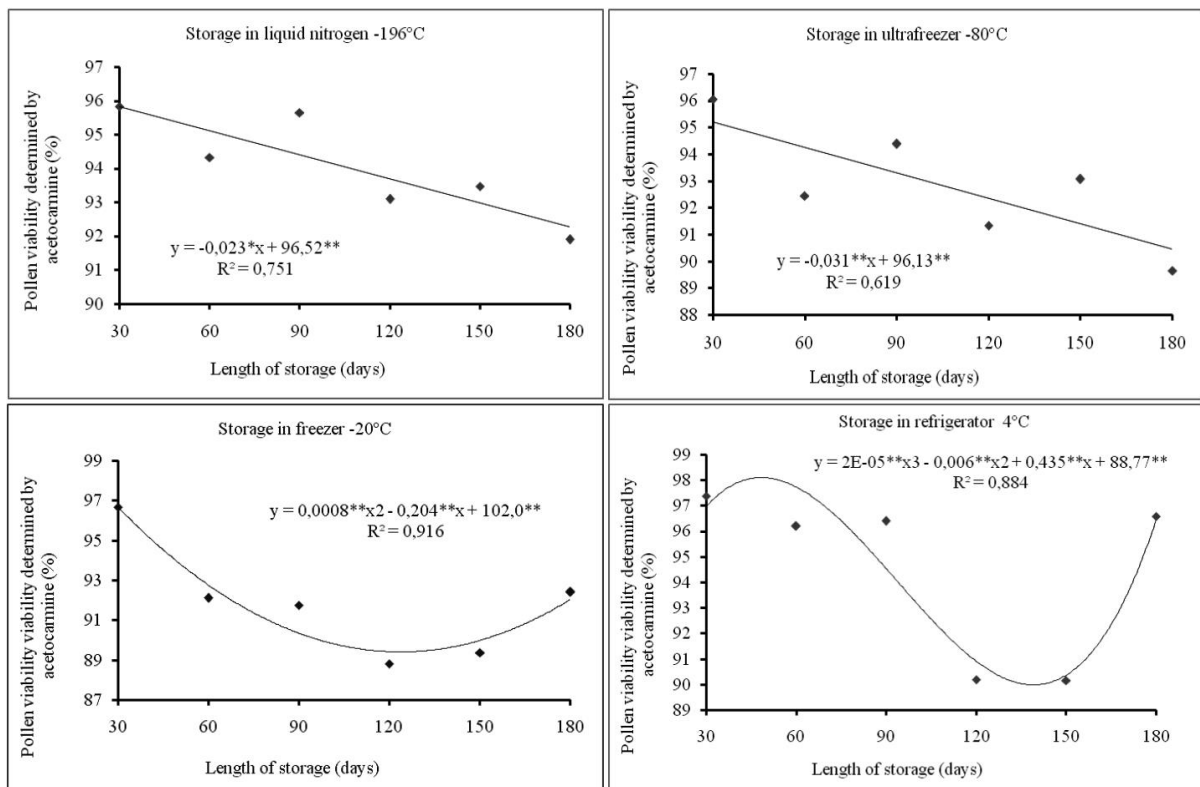 Storage in liquid nitrogen -196°C
Pollen viability determined by
acetocarmine (%)
97
96
95
94
93
92
91
90
y = -0,023*x + 96,52**
R² = 0,751
30 60 90 120 150 180
Length of storage (days)
Storage in ultrafreezer -80°C
Pollen viability viability determined by
acetocarmine (%)
97
96
95
94
93
92
91
90
89
88
y = -0,031**x + 96,13**
R² = 0,619
30 60 90 120 150 180
Length of storage (days)
Storage in freezer -20°C
Pollen viability viability determined by
acetocarmine (%)
99
97
95
93
91
89
87
y = 0,0008**x2 - 0,204**x + 102,0**
R² = 0,916
30 60 90 120 150 180
Length of storage (days)
Storage in refrigerator 4°C
Pollen viability viability determined by
acetocarmine (%)
99
98
97
96
95
94
93
92
91
90
89
y = 2E-05**x3 - 0,006**x2 + 0,435**x + 88,77**
R² = 0,884
30 60 90 120 150 180
Length of storage (days)